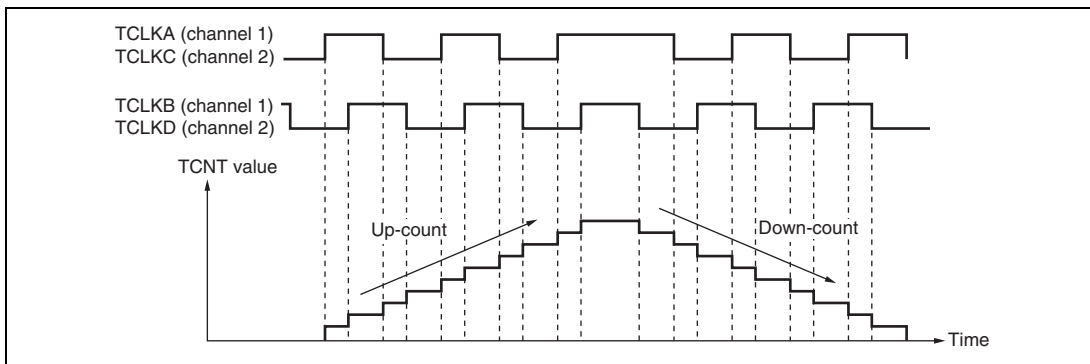 TCLKA (channel 1)
TCLKC (channel 2)
TCLKB (channel 1)
TCLKD (channel 2)
TCNT value
Up-count
Down-count
Time